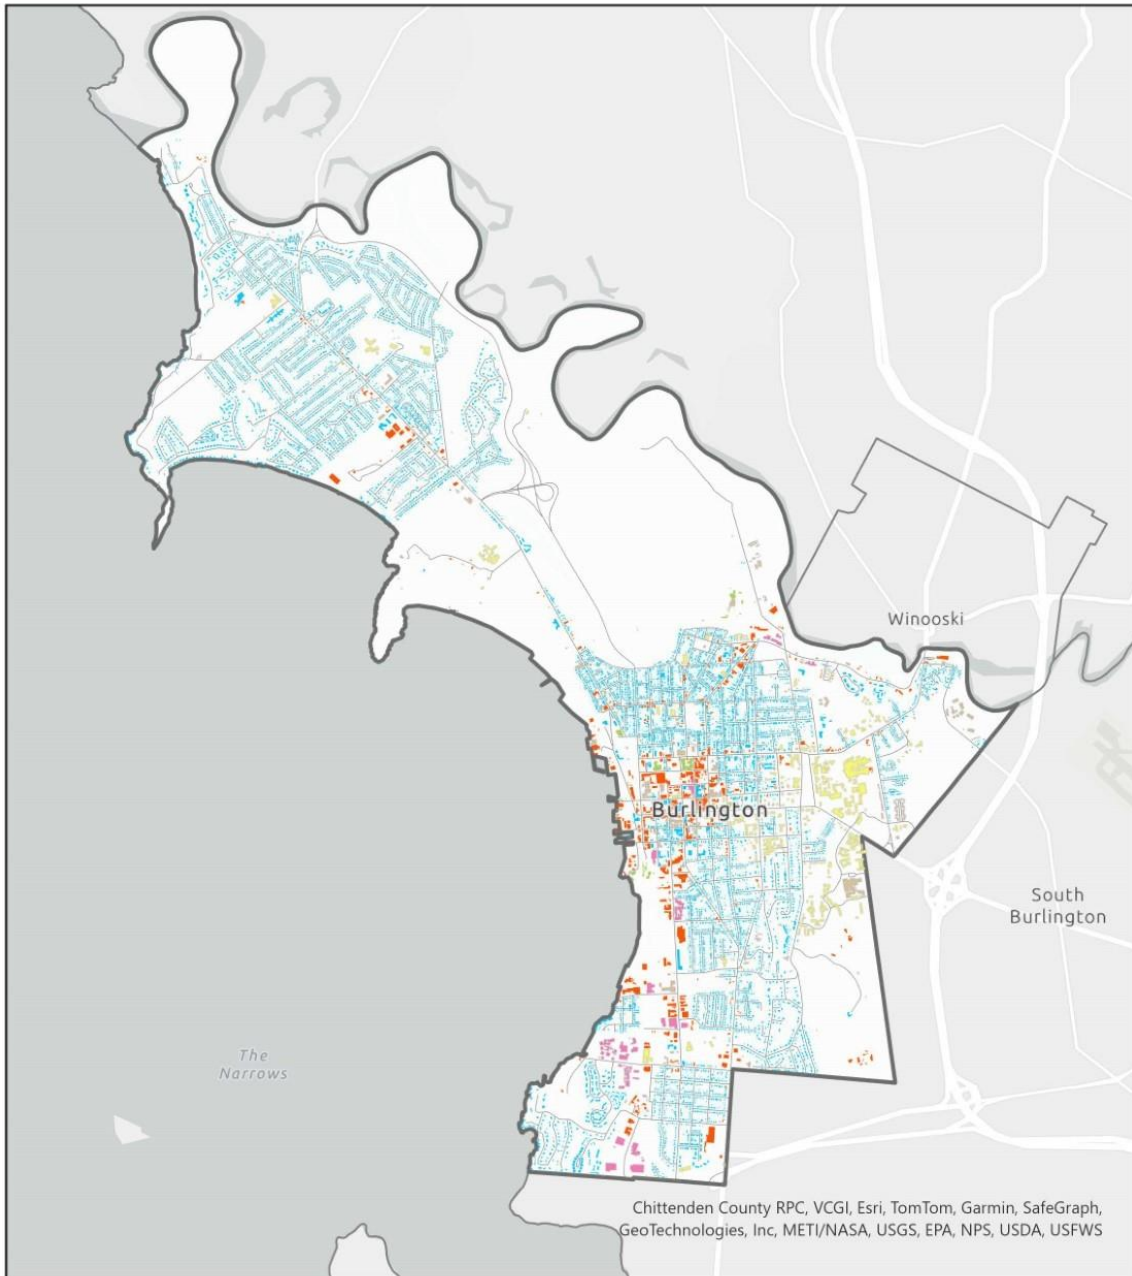 Winooski
Burlington
South
Burlington
The
Narrows
Chittenden County RPC, VCGI, Esri, TomTom, Garmin, SafeGraph,
GeoTechnologies, Inc, METI/NASA, USGS, EPA, NPS, USDA, USFWS